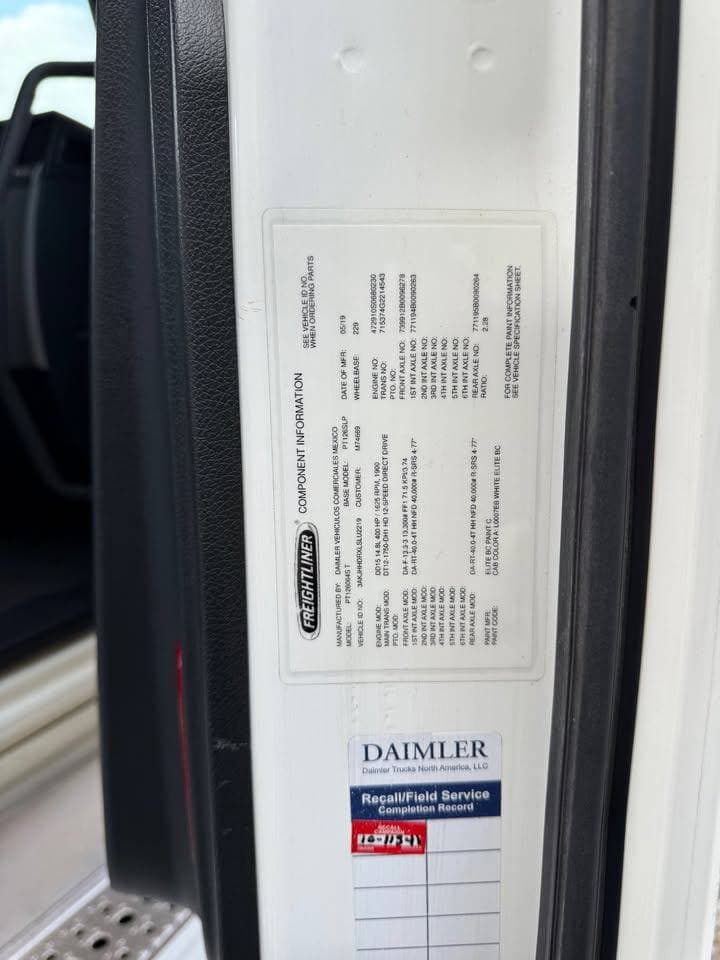 FREIGHTLINER
COMPONENT INFORMATION
SEE VEHICLE ID NO.
WHEN ORDERING PARTS
MANUFACTURED BY: DAIMLER VEHICULOS COMERCIALES MEXICO
MODEL: PT126064S T BASE MODEL: PT126SLP DATE OF MFR: 05/19
VEHICLE ID NO: CUSTOMER: M74669 WHEELBASE: 229
ENGINE MOD: DD15 14.8L 400 HP / 1625 RPM, 1900 ENGINE NO: 472910S0680230
MAIN TRANS MOD: DT12-1750-DH1 HD 12-SPEED DIRECT DRIVE TRANS NO: 715374G2214543
PTO. MOD: PTO. NO:
FRONT AXLE MOD: DA-F-13.3-3 13,300# FF1 71.5 KPI/3.74 FRONT AXLE NO: 739912B0096278
1ST INT AXLE MOD: DA-RT-40.0-4T HH NFD 40,000# R-SRS 4-77" 1ST INT AXLE NO: 771194B0090263
2ND INT AXLE MOD: 2ND INT AXLE NO:
3RD INT AXLE MOD: 3RD INT AXLE NO:
4TH INT AXLE MOD: 4TH INT AXLE NO:
5TH INT AXLE MOD: 5TH INT AXLE NO:
6TH INT AXLE MOD: 6TH INT AXLE NO:
REAR AXLE MOD: DA-RT-40.0-4T HH NFD 40,000# R-SRS 4-77" REAR AXLE NO: 771195B0090264
RATIO: 2.28
PAINT MFR: ELITE BC PAINT C
PAINT CODE: CAB COLOR A: L0007EB WHITE ELITE BC
FOR COMPLETE PAINT INFORMATION
SEE VEHICLE SPECIFICATION SHEET.
DAIMLER
Daimler Trucks North America, LLC
Recall/Field Service
Completion Record
RECALL
CAMPAIGN